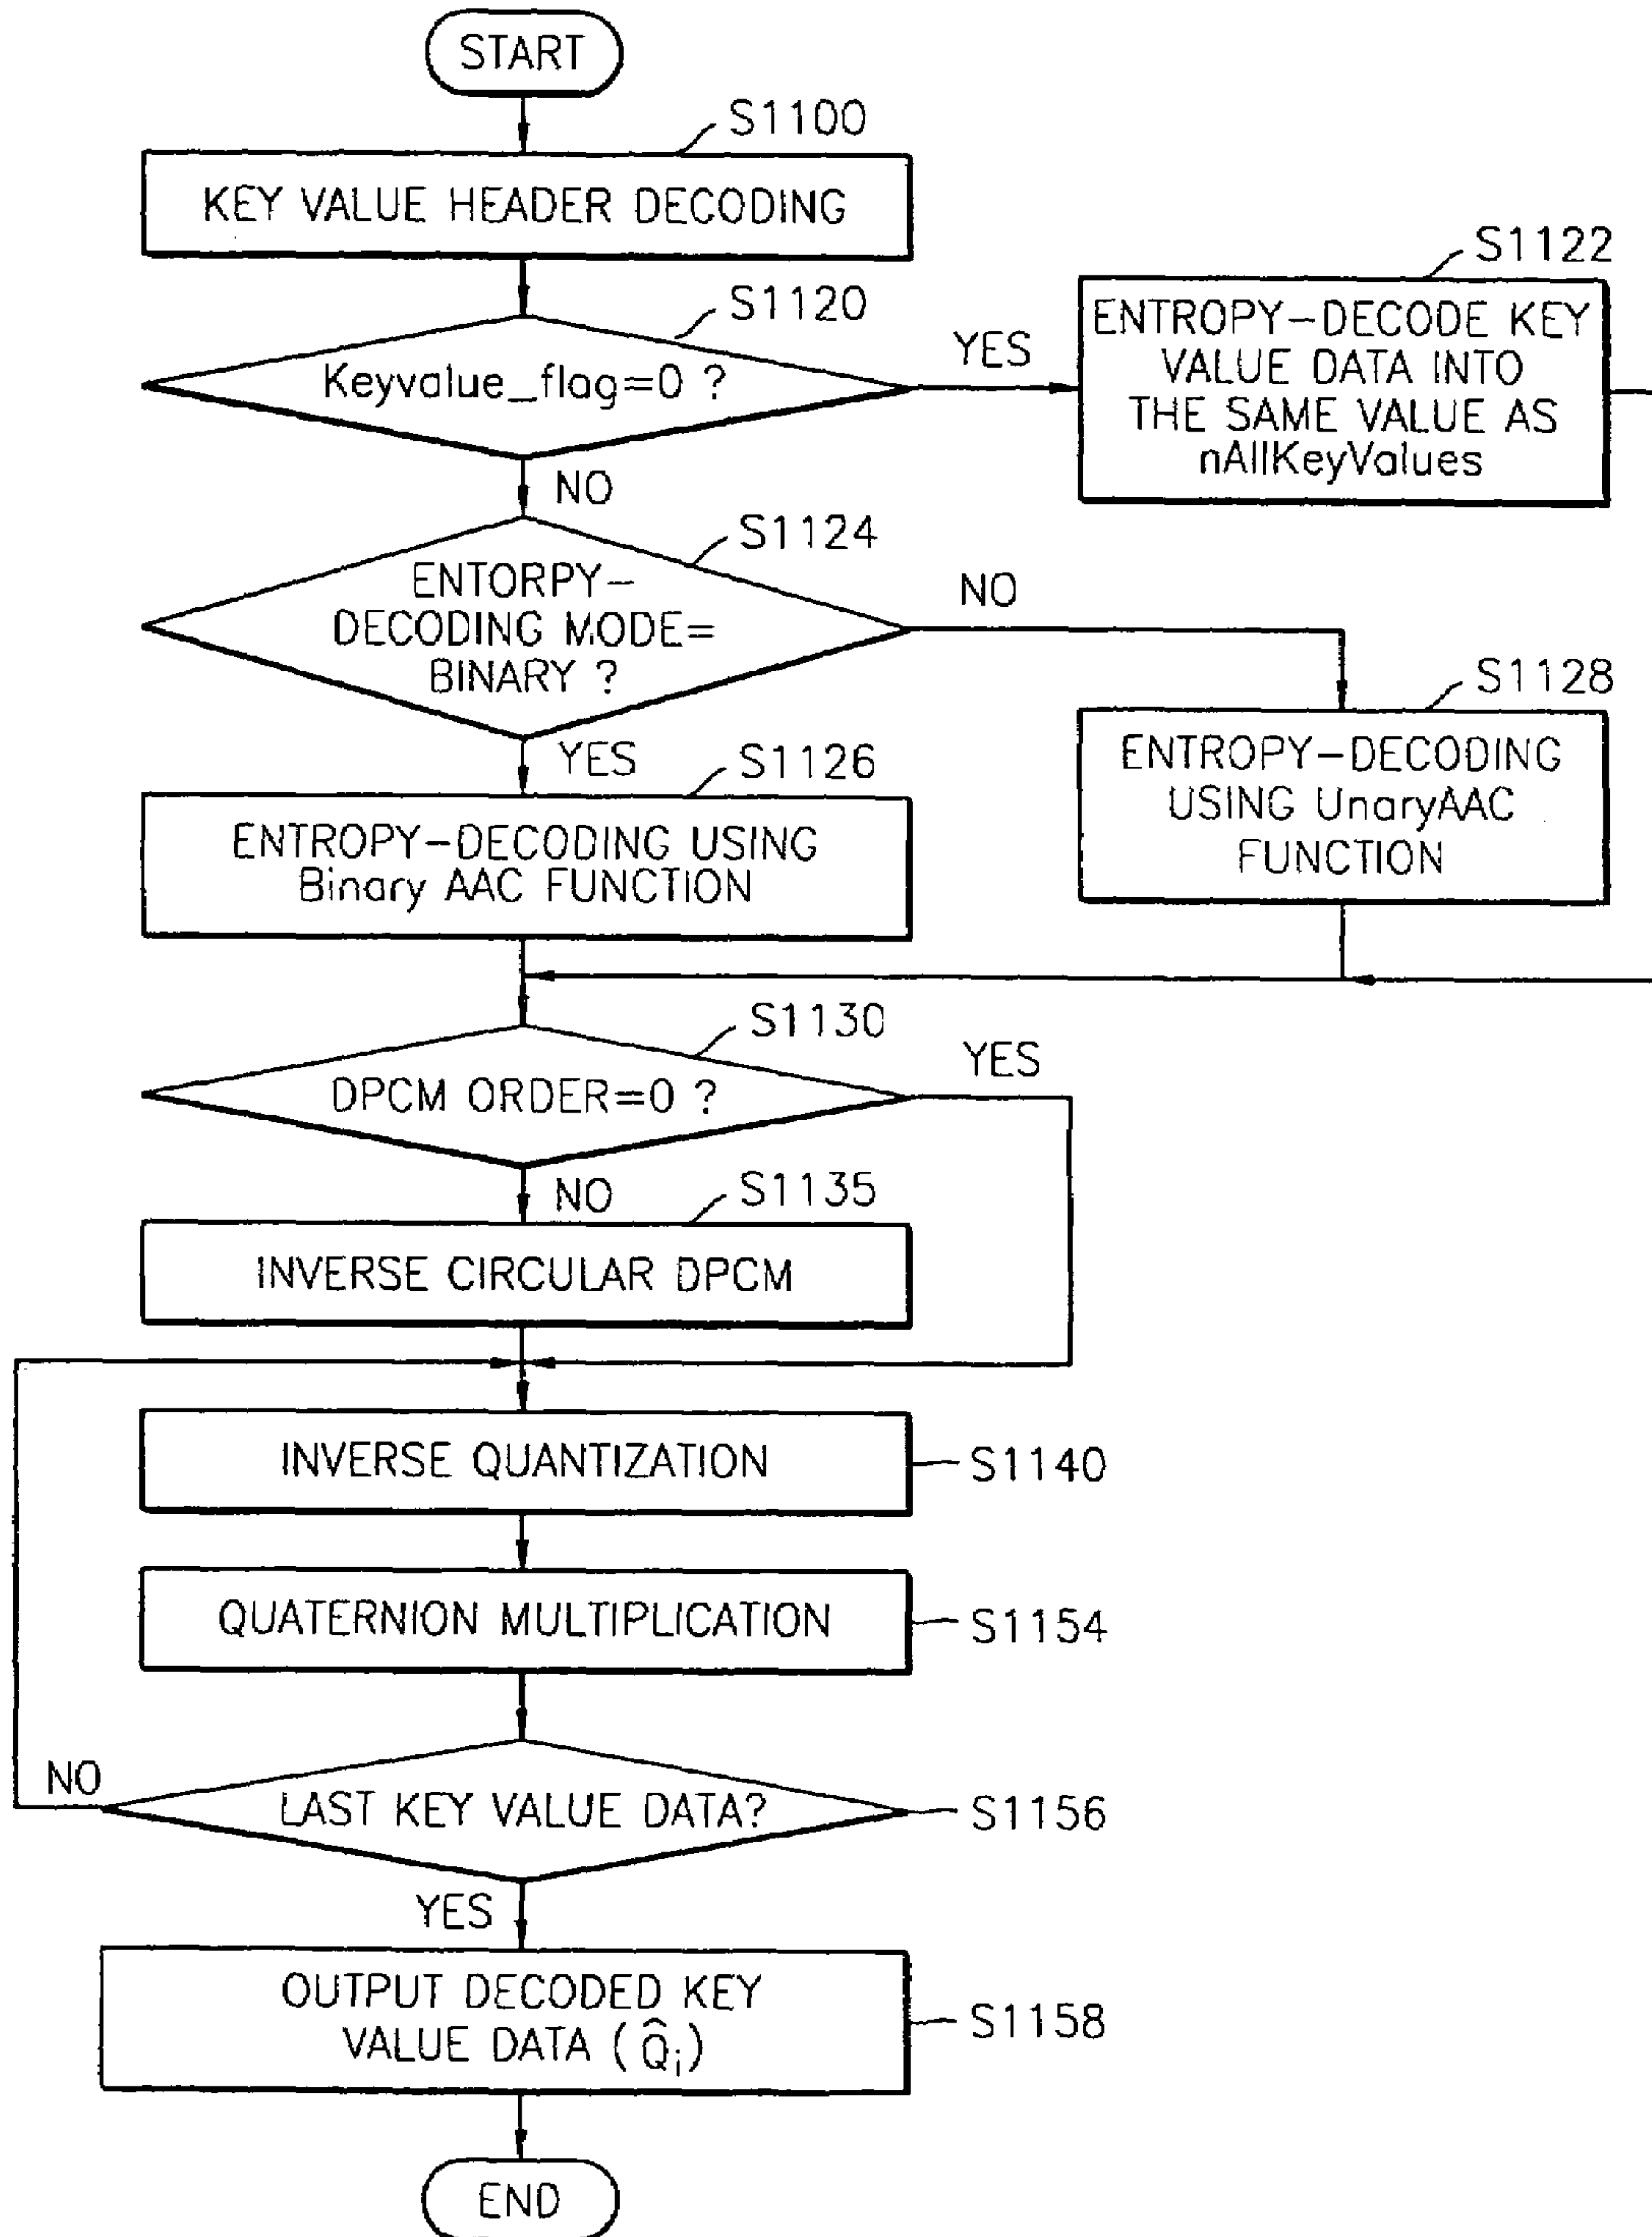 START
S1100
KEY VALUE HEADER DECODING
S1120
Keyvalue_flag=0 ?
YES
S1122
ENTROPY-DECODE KEY
VALUE DATA INTO
THE SAME VALUE AS
nAllKeyValues
NO
S1124
ENTORPY-
DECODING MODE=
BINARY ?
NO
S1128
ENTROPY-DECODING
USING UnaryAAC
FUNCTION
YES
S1126
ENTROPY-DECODING USING
Binary AAC FUNCTION
S1130
DPCM ORDER=0 ?
YES
NO
S1135
INVERSE CIRCULAR DPCM
INVERSE QUANTIZATION
S1140
QUATERNION MULTIPLICATION
S1154
NO
LAST KEY VALUE DATA?
S1156
YES
OUTPUT DECODED KEY
VALUE DATA ( Q̂i)
S1158
END